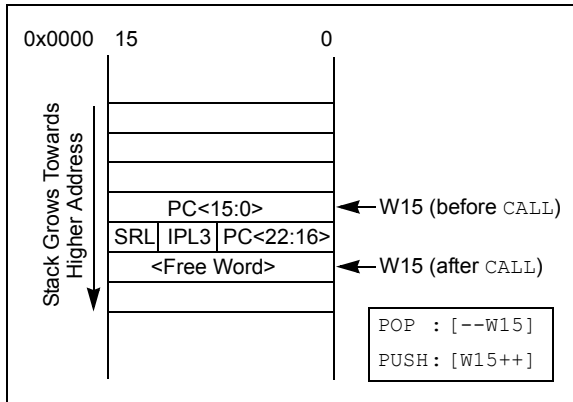 0x0000 15 0
Stack Grows Towards
Higher Address
PC<15:0>
W15 (before CALL)
SRL IPL3 PC<22:16>
<Free Word>
W15 (after CALL)
POP : [--W15]
PUSH: [W15++]